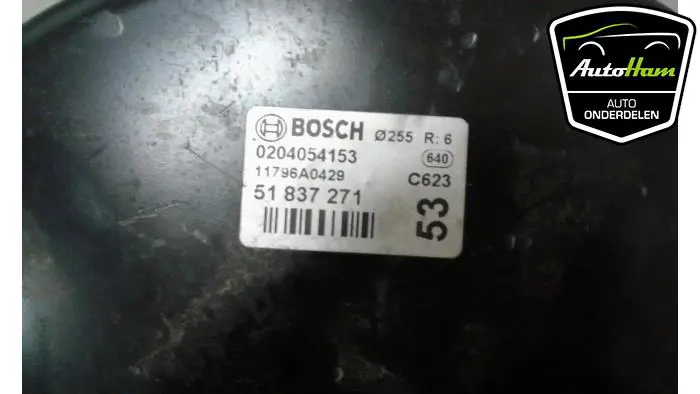 BOSCH Ø255 R: 6
0204054153 640
11796A0429 C623
51 837 271
53
AutoHam
AUTO
ONDERDELEN